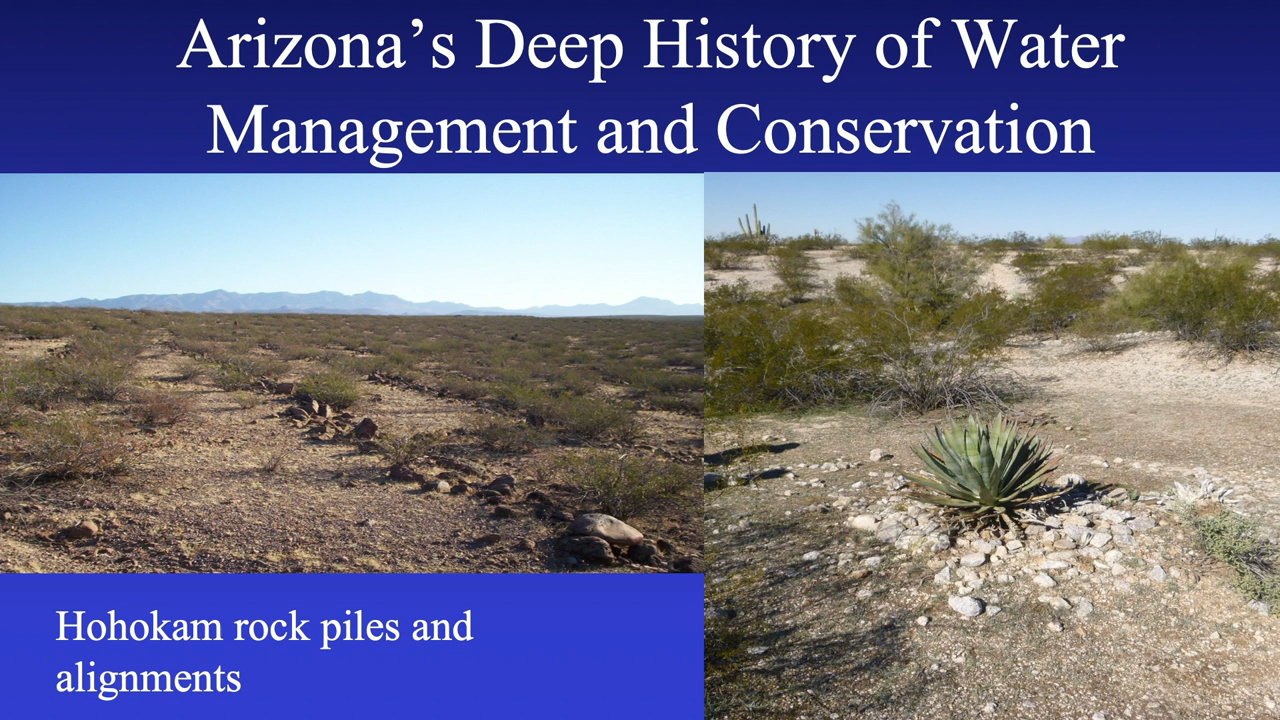 Arizona’s Deep History of Water
Management and Conservation
Hohokam rock piles and
alignments